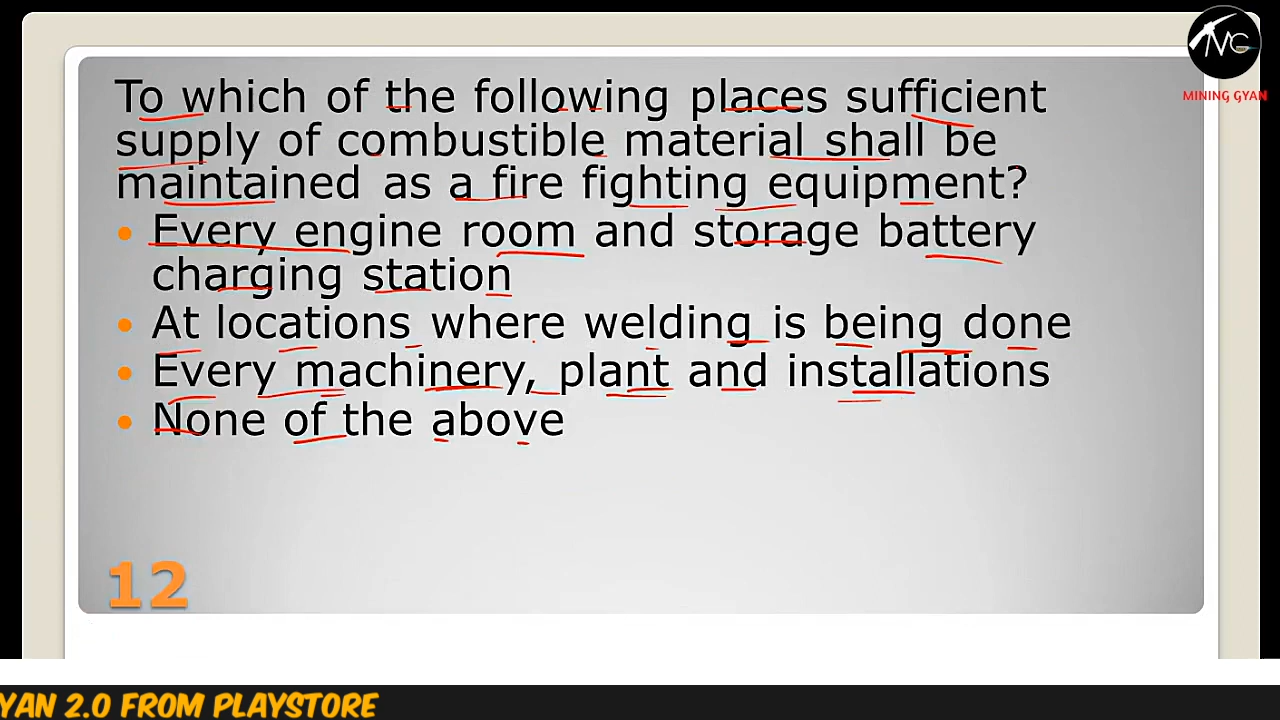 MC
MINING GYAN
To which of the following places sufficient
supply of combustible material shall be
maintained as a fire fighting equipment?
• Every engine room and storage battery
charging station
• At locations where welding is being done
• Every machinery, plant and installations
• None of the above
12
YAN 2.0 FROM PLAYSTORE